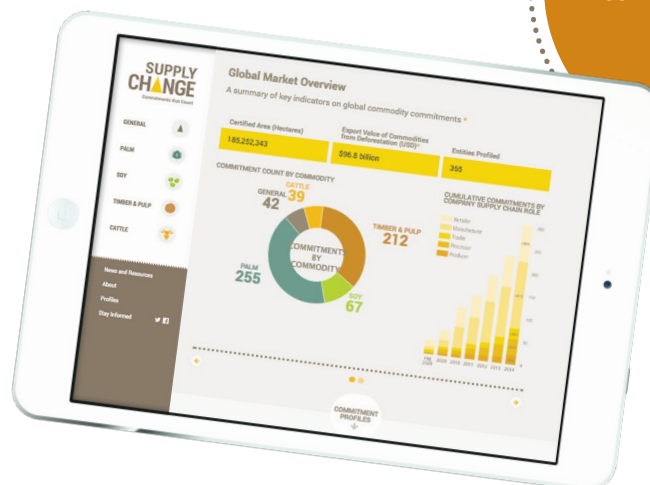 SUPPLY
CHANGE
Commitments that Count
GENERAL
PALM
SOY
TIMBER & PULP
CATTLE
News and Resources
About
Profiles
Stay Informed
Global Market Overview
A summary of key indicators on global commodity commitments *
Certified Area (Hectares)
185,252,343
Export Value of Commodities
from Deforestation (USD)*
$96.8 billion
Entities Profiled
355
COMMITMENT COUNT BY COMMODITY
CATTLE
39
GENERAL
42
TIMBER & PULP
212
COMMITMENTS
BY
COMMODITY
PALM
255
SOY
67
CUMULATIVE COMMITMENTS BY
COMPANY SUPPLY CHAIN ROLE
Retailer
Manufacturer
Trader
Processor
Producer
2009 2010 2011 2012 2013 2014
COMMITMENT
PROFILES